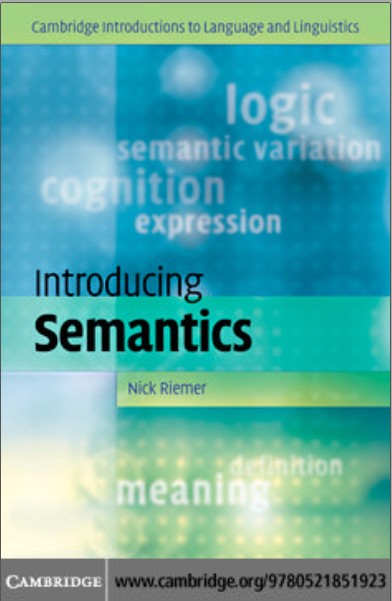 Cambridge Introductions to Language and Linguistics
logic
semantic variation
cognition
expression
Introducing
Semantics
Nick Riemer
definition
meaning
CAMBRIDGE
www.cambridge.org/9780521851923